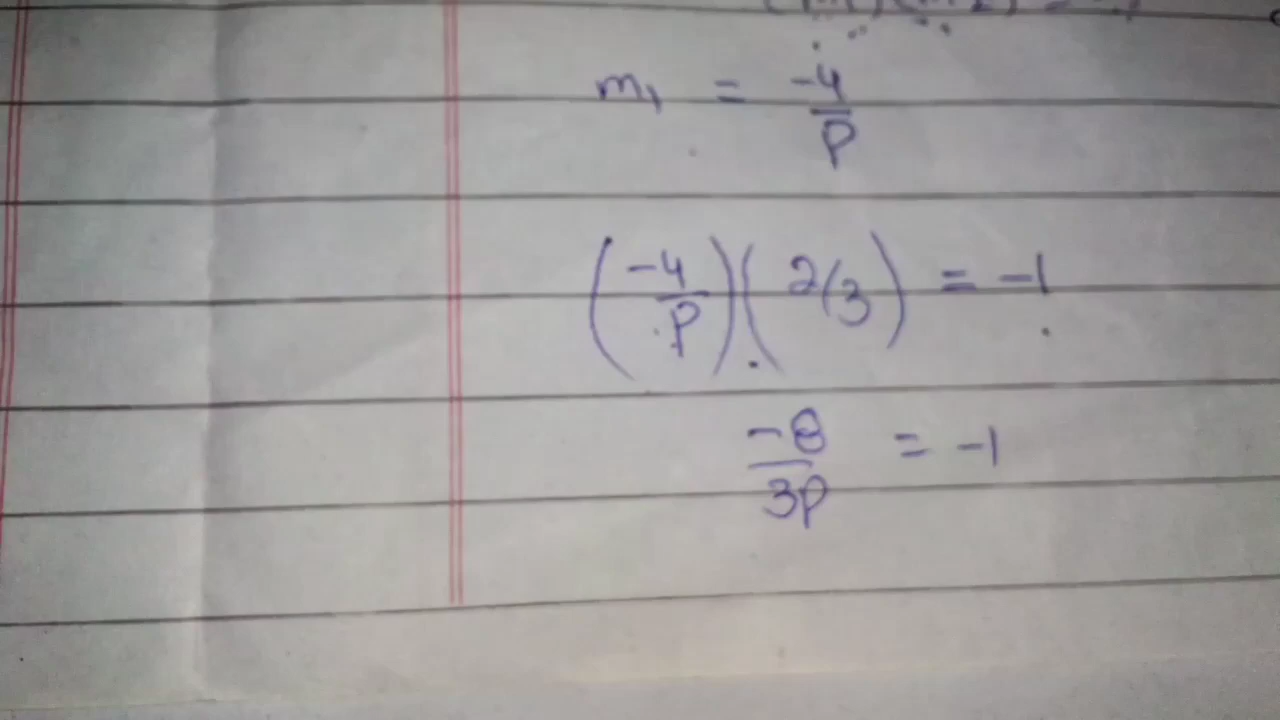 m₁ = -4/P
(-4/P)(2/3) = -1
-8/3P = -1